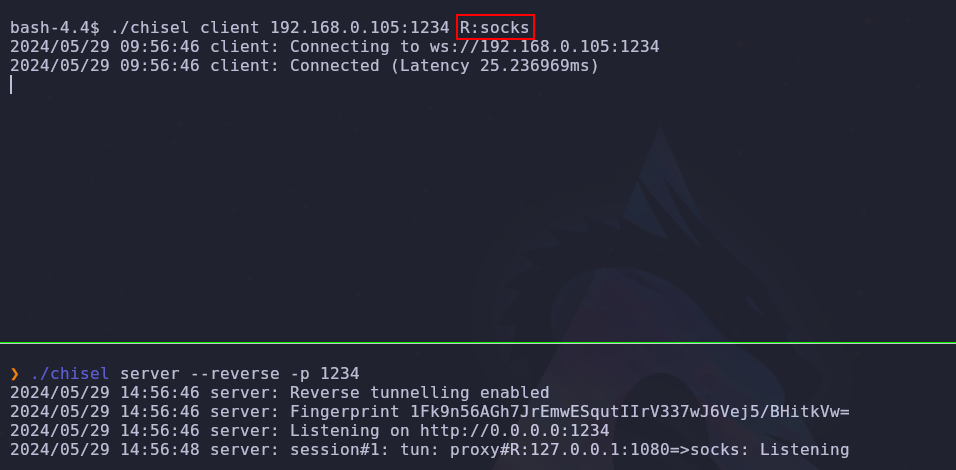 bash-4.4$ ./chisel client 192.168.0.105:1234 R:socks
2024/05/29 09:56:46 client: Connecting to ws://192.168.0.105:1234
2024/05/29 09:56:46 client: Connected (Latency 25.236969ms)
❯ ./chisel server --reverse -p 1234
2024/05/29 14:56:46 server: Reverse tunnelling enabled
2024/05/29 14:56:46 server: Fingerprint 1Fk9n56AGh7JrEmwESqutIIrV337wJ6Vej5/BHitkVw=
2024/05/29 14:56:46 server: Listening on http://0.0.0.0:1234
2024/05/29 14:56:48 server: session#1: tun: proxy#R:127.0.0.1:1080=>socks: Listening